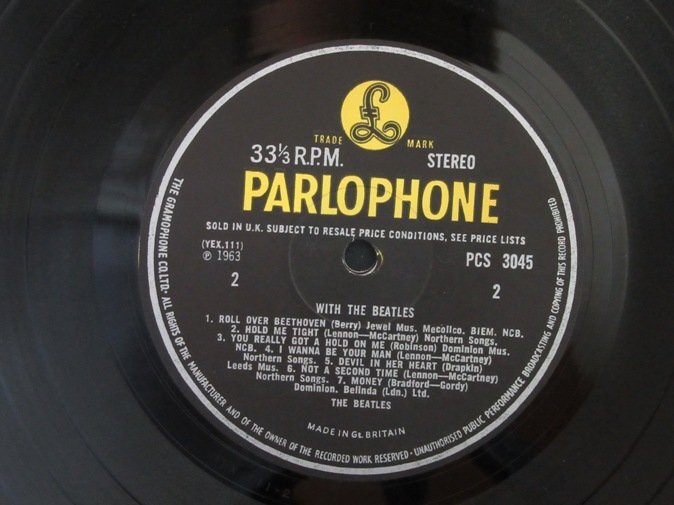 TRADE MARK
33⅓ R.P.M. STEREO
PARLOPHONE
SOLD IN U.K. SUBJECT TO RESALE PRICE CONDITIONS, SEE PRICE LISTS
(YEX.111) PCS 3045
℗ 1963
2 2
WITH THE BEATLES
1. ROLL OVER BEETHOVEN (Berry) Jewel Mus. Mecolico. BIEM. NCB.
2. HOLD ME TIGHT (Lennon—McCartney) Northern Songs.
3. YOU REALLY GOT A HOLD ON ME (Robinson) Dominion Mus.
NCB. 4. I WANNA BE YOUR MAN (Lennon—McCartney)
Northern Songs. 5. DEVIL IN HER HEART (Drapkin)
Leeds Mus. 6. NOT A SECOND TIME (Lennon—McCartney)
Northern Songs. 7. MONEY (Bradford—Gordy)
Dominion. Belinda (Ldn.) Ltd.
THE BEATLES
MADE IN Gt. BRITAIN
THE GRAMOPHONE CO. LTD. · ALL RIGHTS OF THE MANUFACTURER AND OF THE OWNER OF THE RECORDED WORK RESERVED · UNAUTHORISED PUBLIC PERFORMANCE BROADCASTING AND COPYING OF THIS RECORD PROHIBITED